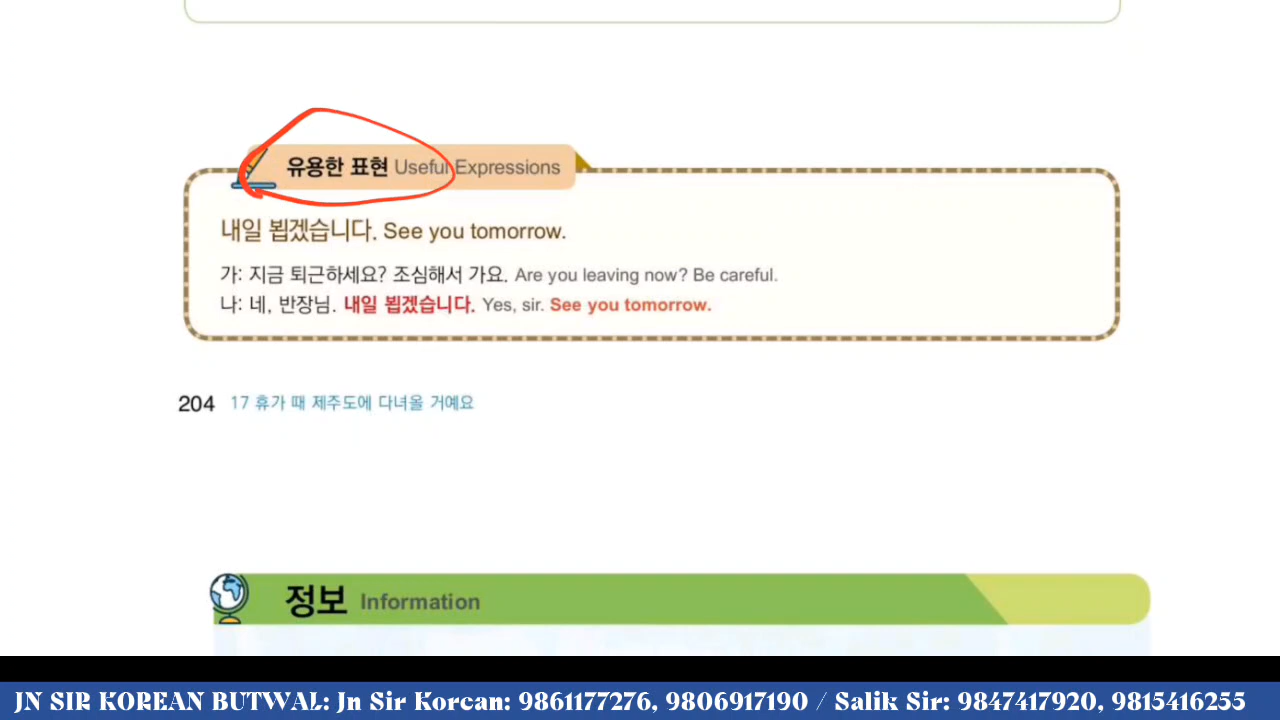 유용한 표현 Useful Expressions
내일 뵙겠습니다. See you tomorrow.
가: 지금 퇴근하세요? 조심해서 가요. Are you leaving now? Be careful.
나: 네, 반장님. 내일 뵙겠습니다. Yes, sir. See you tomorrow.
204 17 휴가 때 제주도에 다녀올 거예요
정보 Information
JN SIR KOREAN BUTWAL: Jn Sir Korean: 9861177276, 9806917190 / Salik Sir: 9847417920, 9815416255